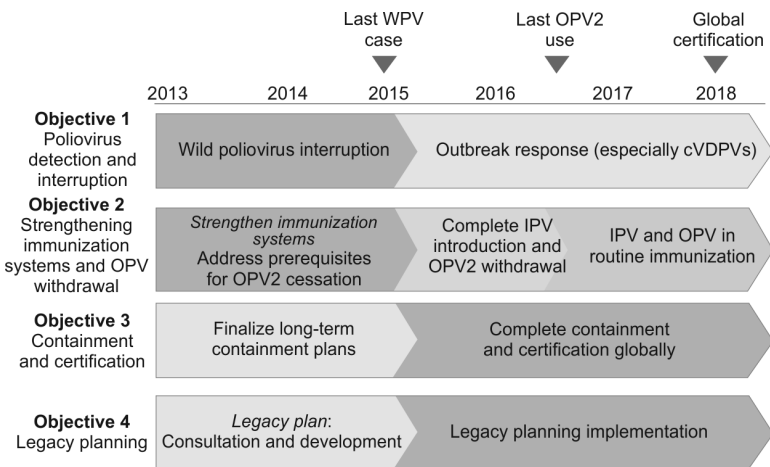 Last WPV
case
Last OPV2
use
Global
certification
2013
2014
2015
2016
2017
2018
Objective 1
Poliovirus
detection and
interruption
Wild poliovirus interruption
Outbreak response (especially cVDPVs)
Objective 2
Strengthening
immunization
systems and OPV
withdrawal
Strengthen immunization
systems
Address prerequisites
for OPV2 cessation
Complete IPV
introduction and
OPV2 withdrawal
IPV and OPV in
routine immunization
Objective 3
Containment
and certification
Finalize long-term
containment plans
Complete containment
and certification globally
Objective 4
Legacy planning
Legacy plan:
Consultation and development
Legacy planning implementation